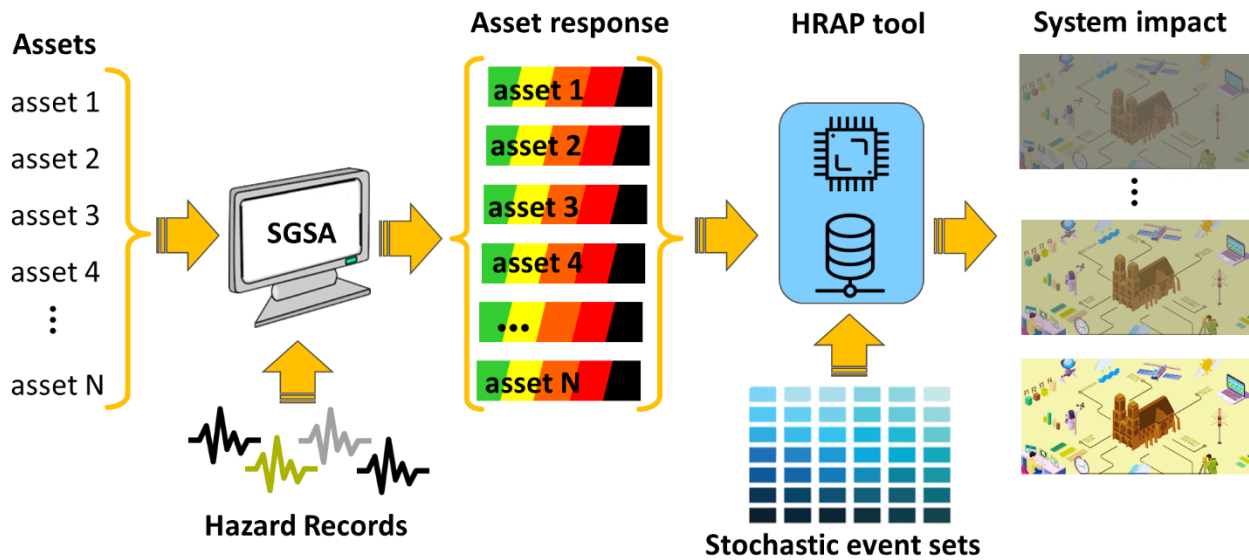 Assets
asset 1
asset 2
asset 3
asset 4
asset N
SGSA
Hazard Records
Asset response
asset 1
asset 2
asset 3
asset 4
...
asset N
HRAP tool
Stochastic event sets
System impact